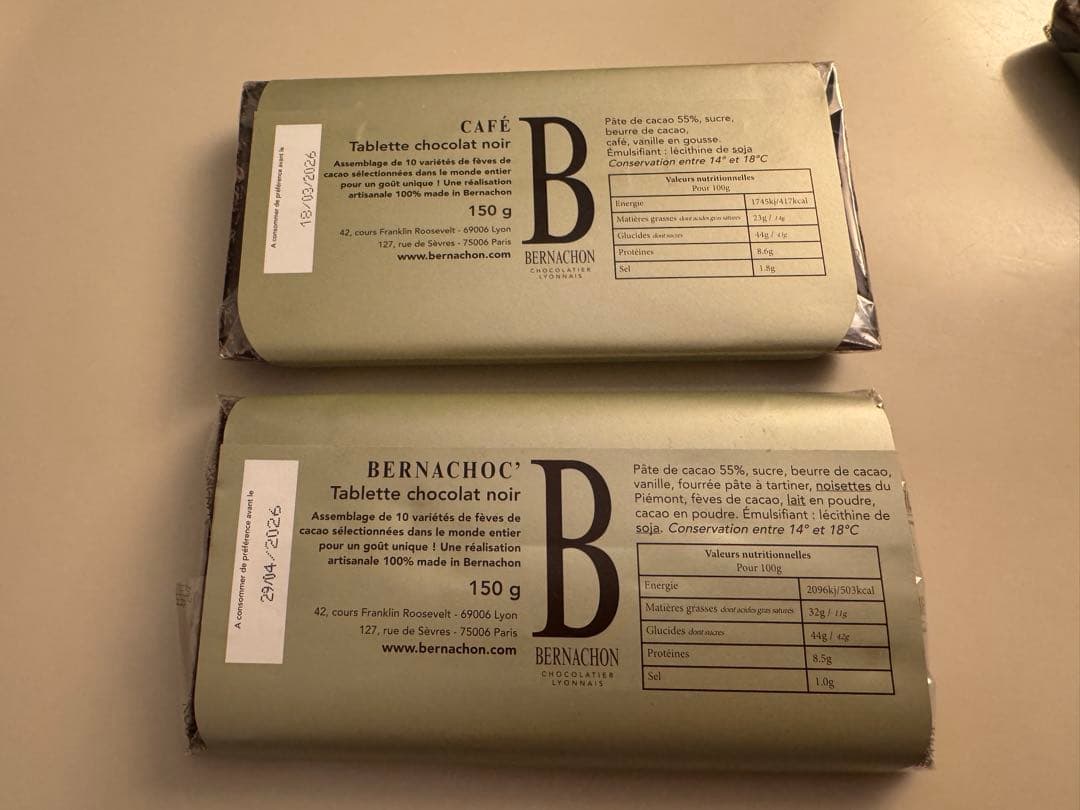 A consommer de préférence avant le
18/03/2026
CAFÉ
Tablette chocolat noir
Assemblage de 10 variétés de fèves de
cacao sélectionnées dans le monde entier
pour un goût unique ! Une réalisation
artisanale 100% made in Bernachon
150 g
42, cours Franklin Roosevelt - 69006 Lyon
127, rue de Sèvres - 75006 Paris
www.bernachon.com
B
BERNACHON
CHOCOLATIER
LYONNAIS
Pâte de cacao 55%, sucre,
beurre de cacao,
café, vanille en gousse.
Émulsifiant : lécithine de soja
Conservation entre 14° et 18°C
Valeurs nutritionnelles
Pour 100g
Energie 1745kj/417kcal
Matières grasses dont acides gras saturés 23g / 14g
Glucides dont sucres 44g / 41g
Protéines 8.6g
Sel 1.8g
A consommer de préférence avant le
29/04/2026
BERNACHOC’
Tablette chocolat noir
Assemblage de 10 variétés de fèves de
cacao sélectionnées dans le monde entier
pour un goût unique ! Une réalisation
artisanale 100% made in Bernachon
150 g
42, cours Franklin Roosevelt - 69006 Lyon
127, rue de Sèvres - 75006 Paris
www.bernachon.com
B
BERNACHON
CHOCOLATIER
LYONNAIS
Pâte de cacao 55%, sucre, beurre de cacao,
vanille, fourrée pâte à tartiner, noisettes du
Piémont, fèves de cacao, lait en poudre,
cacao en poudre. Émulsifiant : lécithine de
soja. Conservation entre 14° et 18°C
Valeurs nutritionnelles
Pour 100g
Energie 2096kj/503kcal
Matières grasses dont acides gras saturés 32g / 11g
Glucides dont sucres 44g / 42g
Protéines 8.5g
Sel 1.0g